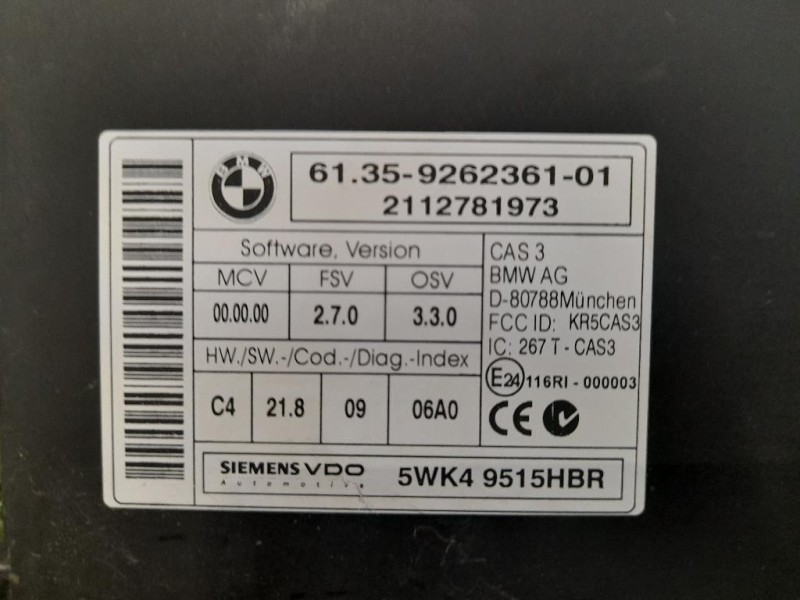 BMW
61.35-9262361-01
2112781973
Software, Version
MCV FSV OSV
00.00.00 2.7.0 3.3.0
HW./SW.-/Cod.-/Diag.-Index
C4 21.8 09 06A0
CAS 3
BMW AG
D-80788München
FCC ID: KR5CAS3
IC: 267 T - CAS3
E24 116RI - 000003
CE
SIEMENS VDO
Automotive
5WK4 9515HBR